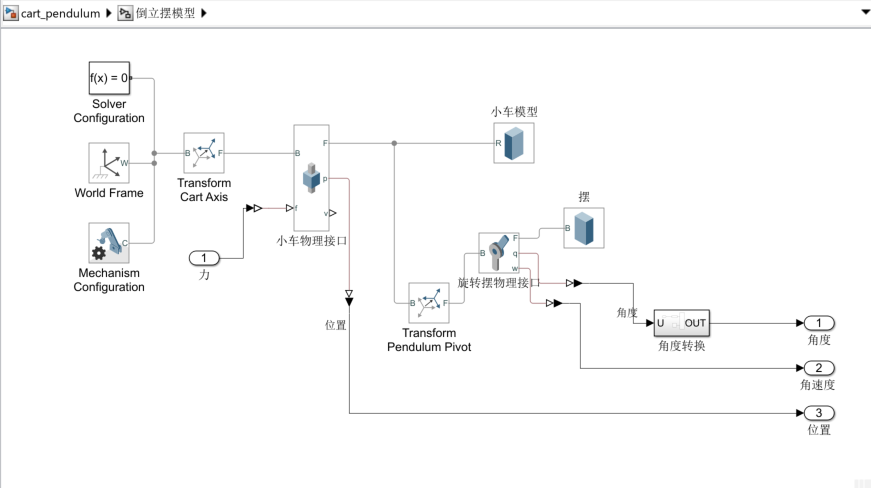 cart_pendulum 倒立摆模型
f(x) = 0
Solver
Configuration
W
World Frame
C
Mechanism
Configuration
B F
Transform
Cart Axis
1
力
B F
p
f v
小车物理接口
小车模型
R
摆
B
B F
q
w
旋转摆物理接口
B F
Transform
Pendulum Pivot
位置
角度
U OUT
角度转换
1
角度
2
角速度
3
位置